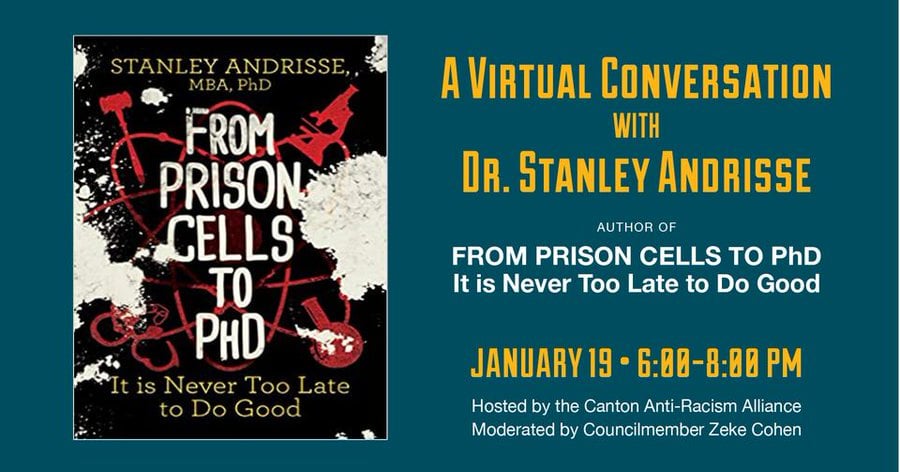 STANLEY ANDRISSE,
MBA, PhD
FROM
PRISON
CELLS
TO
PHD
It is Never Too Late
to Do Good
A VIRTUAL CONVERSATION
WITH
DR. STANLEY ANDRISSE
AUTHOR OF
FROM PRISON CELLS TO PhD
It is Never Too Late to Do Good
JANUARY 19 • 6:00-8:00 PM
Hosted by the Canton Anti-Racism Alliance
Moderated by Councilmember Zeke Cohen